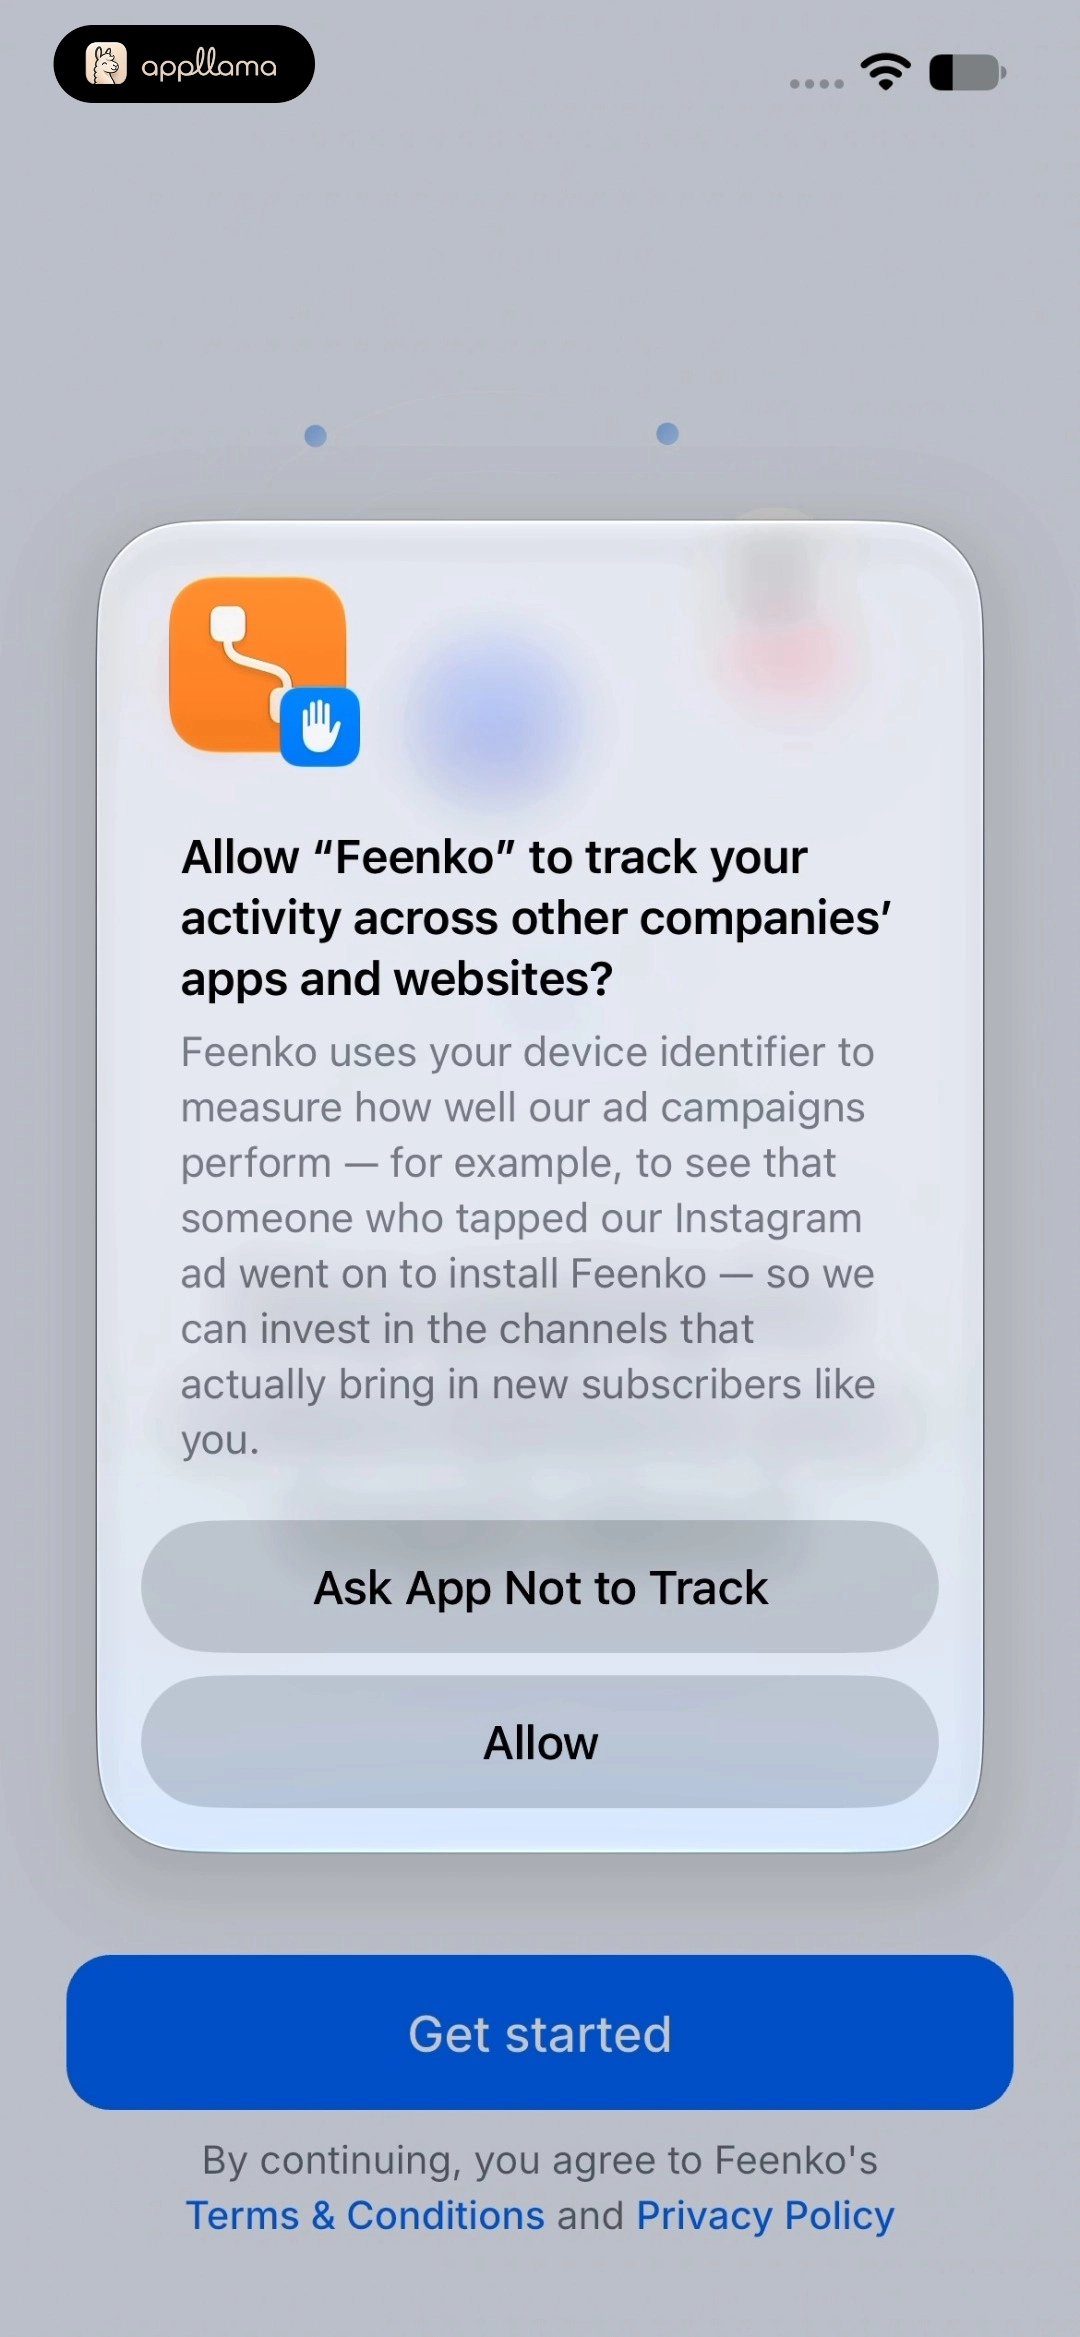 appllama
Allow “Feenko” to track your
activity across other companies’
apps and websites?
Feenko uses your device identifier to
measure how well our ad campaigns
perform — for example, to see that
someone who tapped our Instagram
ad went on to install Feenko — so we
can invest in the channels that
actually bring in new subscribers like
you.
Ask App Not to Track
Allow
Get started
By continuing, you agree to Feenko's
Terms & Conditions and Privacy Policy